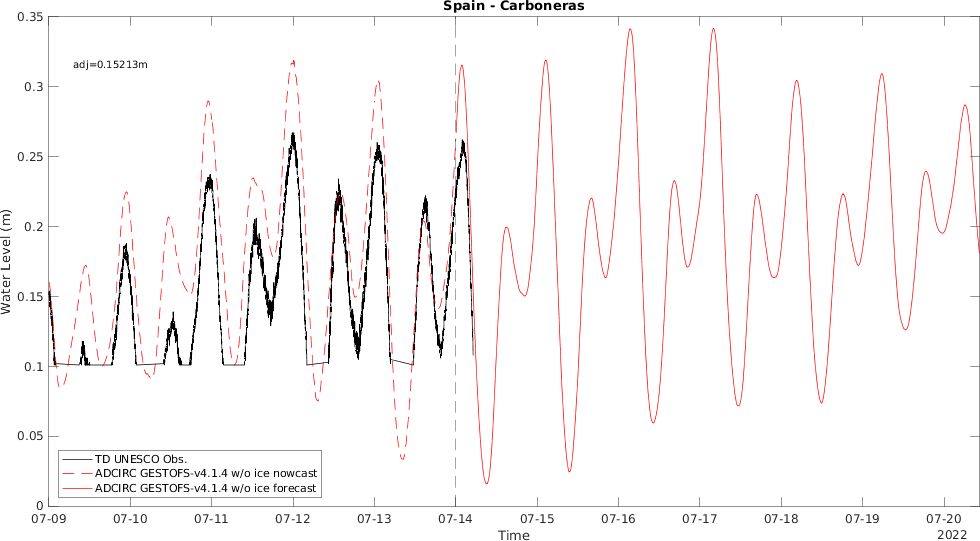 Spain - Carboneras
0.35
0.3
0.25
0.2
0.15
0.1
0.05
0
Water Level (m)
adj=0.15213m
TD UNESCO Obs.
ADCIRC GESTOFS-v4.1.4 w/o ice nowcast
ADCIRC GESTOFS-v4.1.4 w/o ice forecast
07-09 07-10 07-11 07-12 07-13 07-14 07-15 07-16 07-17 07-18 07-19 07-20
Time
2022